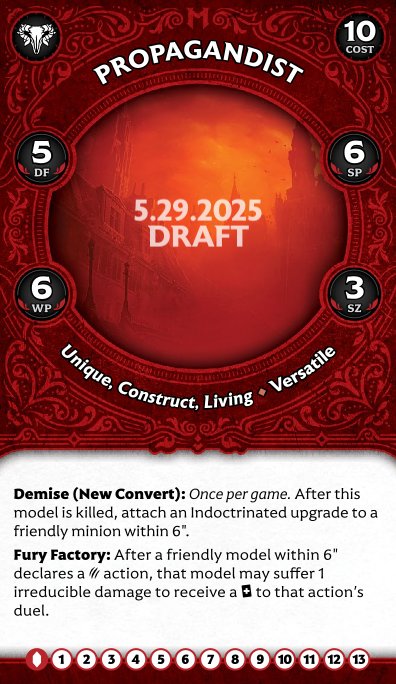 10
COST
PROPAGANDIST
5
DF
6
SP
5.29.2025
DRAFT
6
WP
3
SZ
Unique, Construct, Living ♦ Versatile
Demise (New Convert): Once per game. After this
model is killed, attach an Indoctrinated upgrade to a
friendly minion within 6".
Fury Factory: After a friendly model within 6"
declares a action, that model may suffer 1
irreducible damage to receive a + to that action's
duel.
1 2 3 4 5 6 7 8 9 10 11 12 13